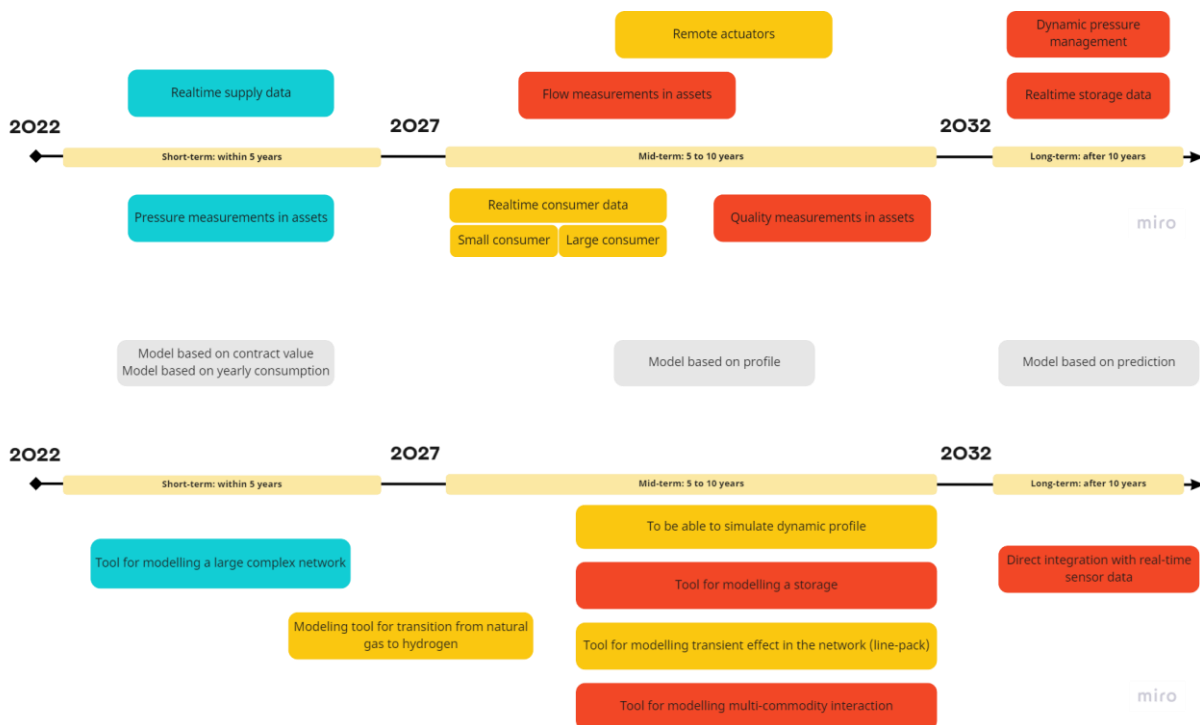 Remote actuators
Dynamic pressure
management
Realtime supply data
Flow measurements in assets
Realtime storage data
2022
2027
2032
Short-term: within 5 years
Mid-term: 5 to 10 years
Long-term: after 10 years
Pressure measurements in assets
Realtime consumer data
Small consumer
Large consumer
Quality measurements in assets
miro
Model based on contract value
Model based on yearly consumption
Model based on profile
Model based on prediction
2022
2027
2032
Short-term: within 5 years
Mid-term: 5 to 10 years
Long-term: after 10 years
To be able to simulate dynamic profile
Tool for modelling a large complex network
Direct integration with real-time
sensor data
Tool for modelling a storage
Modeling tool for transition from natural
gas to hydrogen
Tool for modelling transient effect in the network (line-pack)
Tool for modelling multi-commodity interaction
miro